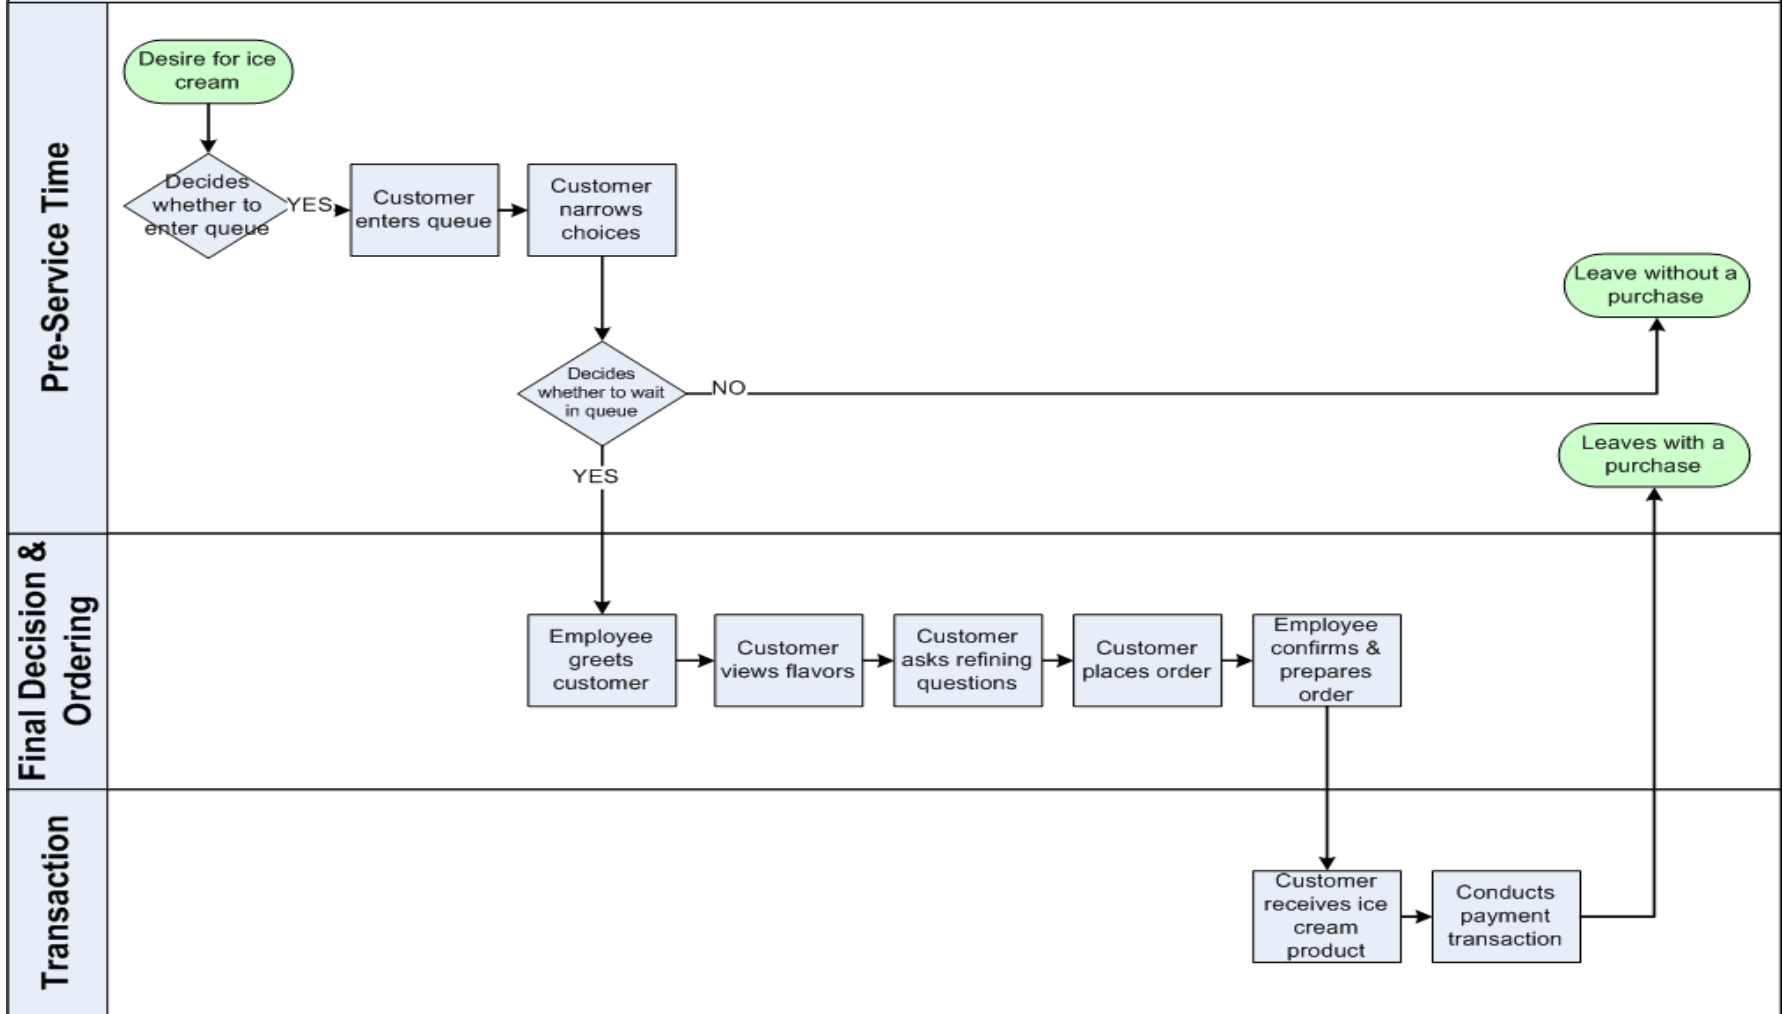 Pre-Service Time
Desire for ice
cream
Decides
whether to
enter queue
YES
Customer
enters queue
Customer
narrows
choices
Decides
whether to wait
in queue
NO
YES
Leave without a
purchase
Leaves with a
purchase
Final Decision &
Ordering
Employee
greets
customer
Customer
views flavors
Customer
asks refining
questions
Customer
places order
Employee
confirms &
prepares
order
Transaction
Customer
receives ice
cream
product
Conducts
payment
transaction